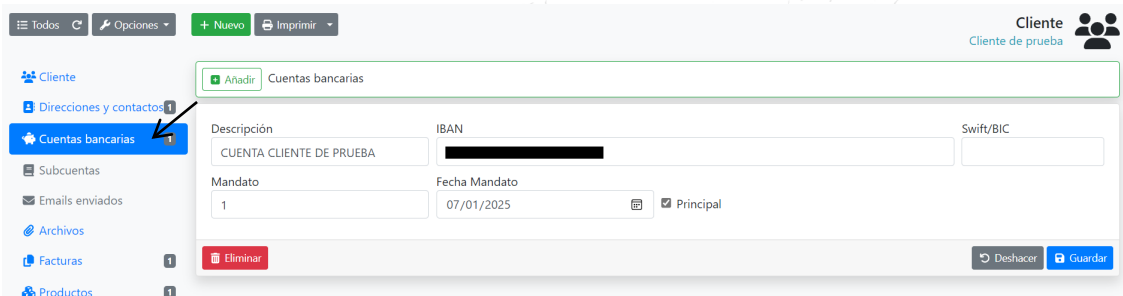 Todos Opciones Nuevo Imprimir
Cliente
Cliente de prueba
Cliente
Direcciones y contactos 1
Cuentas bancarias 1
Subcuentas
Emails enviados
Archivos
Facturas 1
Productos 1
Añadir Cuentas bancarias
Descripción IBAN Swift/BIC
CUENTA CLIENTE DE PRUEBA
Mandato Fecha Mandato
1 07/01/2025 Principal
Eliminar Deshacer Guardar